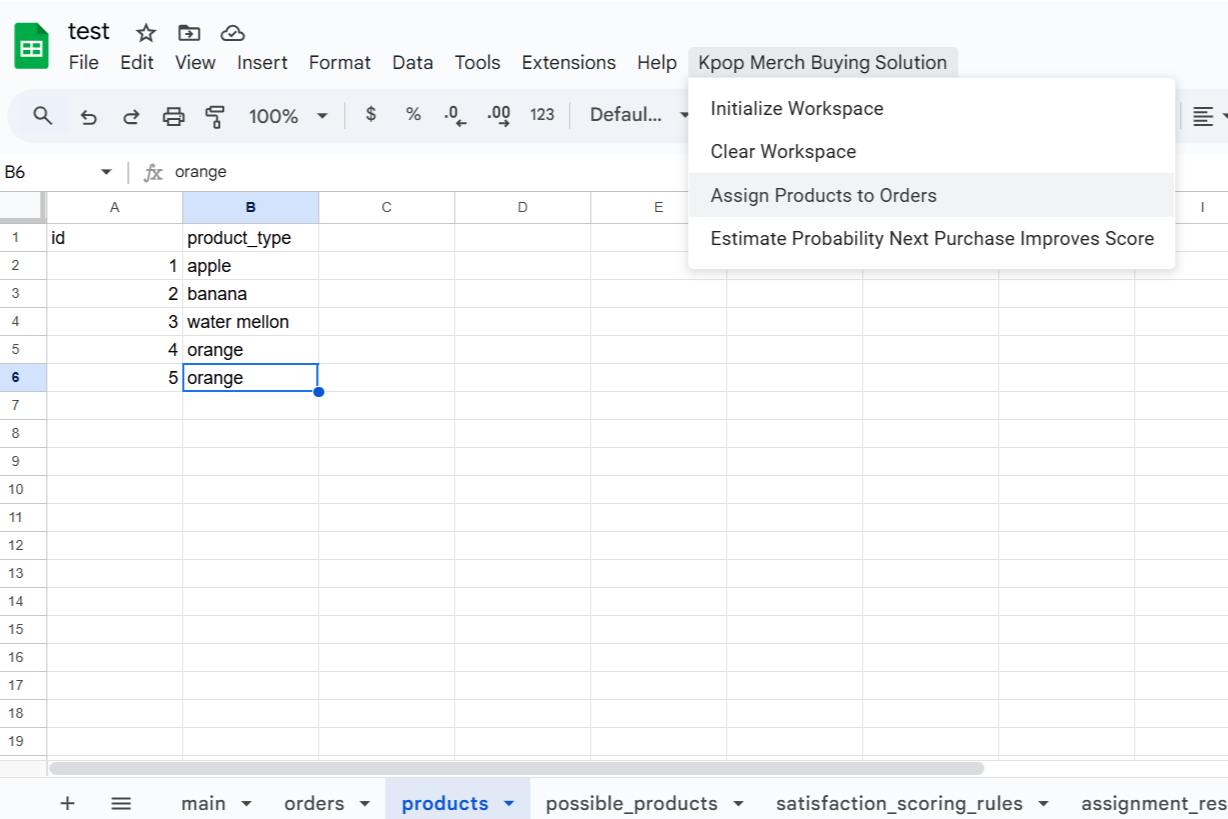 test
File Edit View Insert Format Data Tools Extensions Help Kpop Merch Buying Solution
100% $ % .0 .00 123 Defaul...
Initialize Workspace
Clear Workspace
Assign Products to Orders
Estimate Probability Next Purchase Improves Score
B6 fx orange
A B C D E I
1 id product_type
2 1 apple
3 2 banana
4 3 water mellon
5 4 orange
6 5 orange
7
8
9
10
11
12
13
14
15
16
17
18
19
+ main orders products possible_products satisfaction_scoring_rules assignment_res